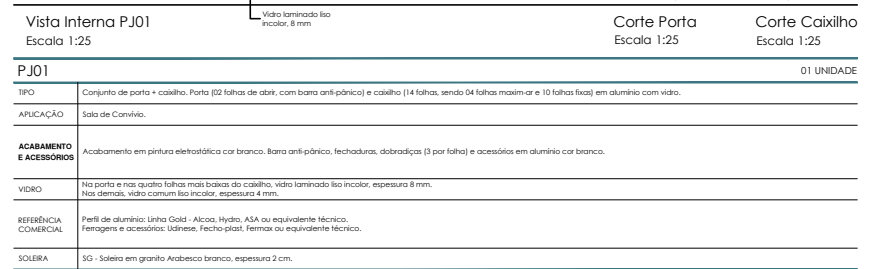 Vidro laminado liso
incolor, 8 mm
Vista Interna PJ01
Escala 1:25
Corte Porta
Escala 1:25
Corte Caixilho
Escala 1:25
PJ01
01 UNIDADE
TIPO
Conjunto de porta + caixilho. Porta (02 folhas de abrir, com barra anti-pânico) e caixilho (14 folhas, sendo 04 folhas maxim-ar e 10 folhas fixas) em alumínio com vidro.
APLICAÇÃO
Sala de Convívio.
ACABAMENTO
E ACESSÓRIOS
Acabamento em pintura eletrostática cor branco. Barra anti-pânico, fechaduras, dobradiças (3 por folha) e acessórios em alumínio cor branco.
VIDRO
Na porta e nas quatro folhas mais baixas do caixilho, vidro laminado liso incolor, espessura 8 mm.
Nas demais, vidro comum liso incolor, espessura 4 mm.
REFERÊNCIA
COMERCIAL
Perfil de alumínio: Linha Gold - Alcoa, Hydro, ASA ou equivalente técnico.
Ferragens e acessórios: Udinese, Fecho-plast, Fermax ou equivalente técnico.
SOLEIRA
SG - Soleira em granito Arabesco branco, espessura 2 cm.